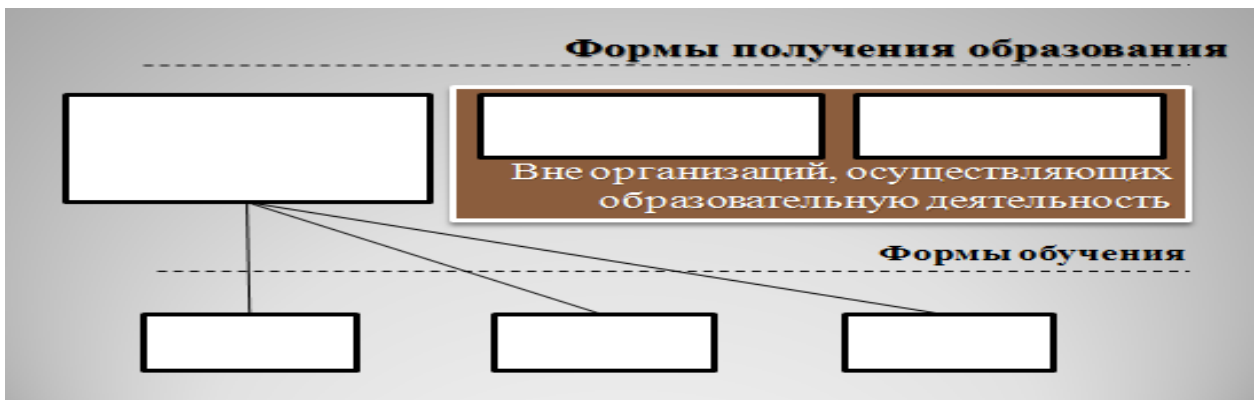 Формы получения образования
Вне организаций, осуществляющих
образовательную деятельность
Формы обучения